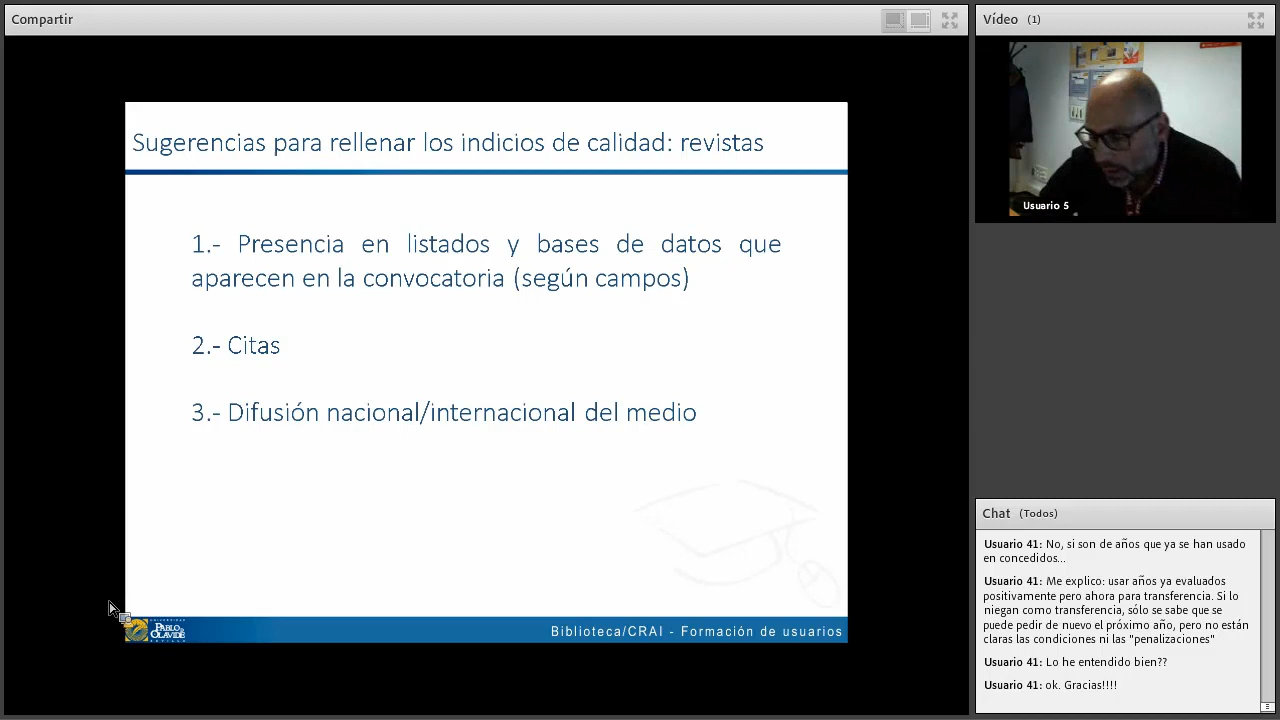 Compartir
Sugerencias para rellenar los indicios de calidad: revistas
1.- Presencia en listados y bases de datos que
aparecen en la convocatoria (según campos)
2.- Citas
3.- Difusión nacional/internacional del medio
UNIVERSIDAD
PABLO DE
OLAVIDE
SEVILLA
Biblioteca/CRAI - Formación de usuarios
Vídeo (1)
Usuario 5
Chat (Todos)
Usuario 41: No, si son de años que ya se han usado
en concedidos...
Usuario 41: Me explico: usar años ya evaluados
positivamente pero ahora para transferencia. Si lo
niegan como transferencia, sólo se sabe que se
puede pedir de nuevo el próximo año, pero no están
claras las condiciones ni las "penalizaciones"
Usuario 41: Lo he entendido bien??
Usuario 41: ok. Gracias!!!!